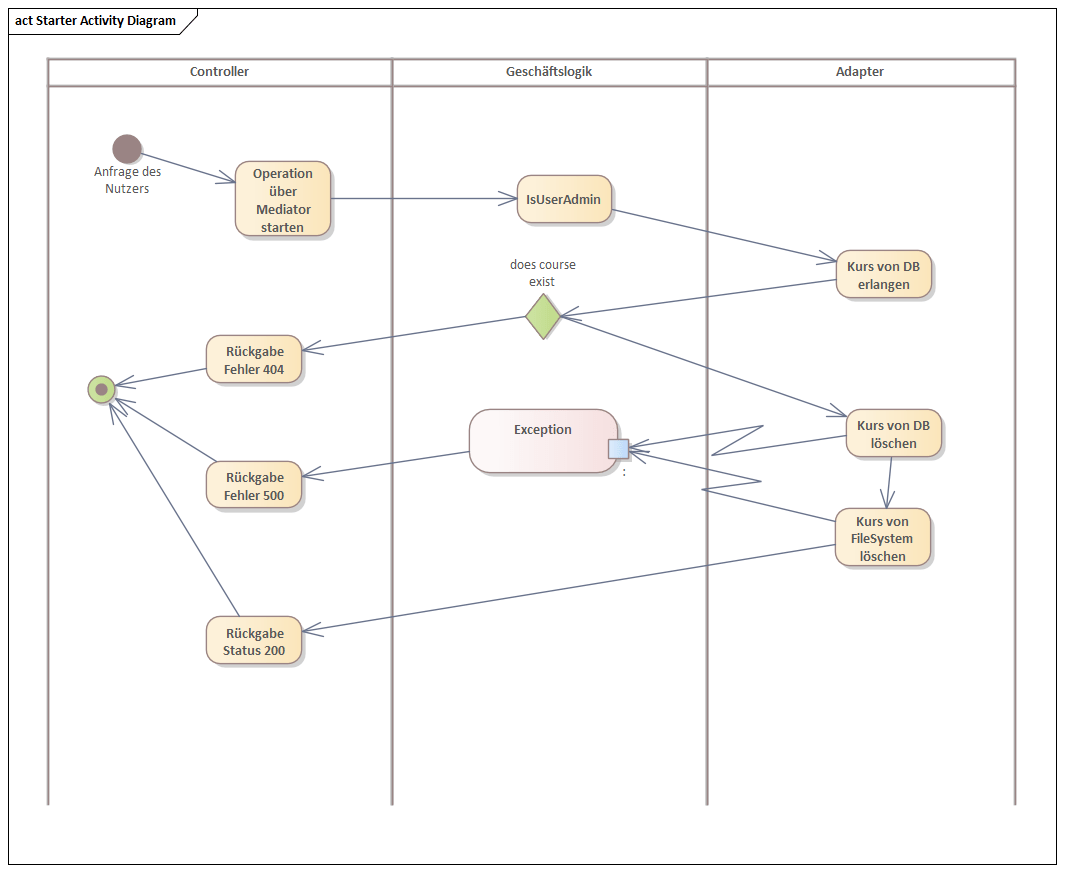 act Starter Activity Diagram
Controller
Geschäftslogik
Adapter
Anfrage des
Nutzers
Operation
über
Mediator
starten
IsUserAdmin
Kurs von DB
erlangen
does course
exist
Rückgabe
Fehler 404
Kurs von DB
löschen
Exception
:
Rückgabe
Fehler 500
Kurs von
FileSystem
löschen
Rückgabe
Status 200